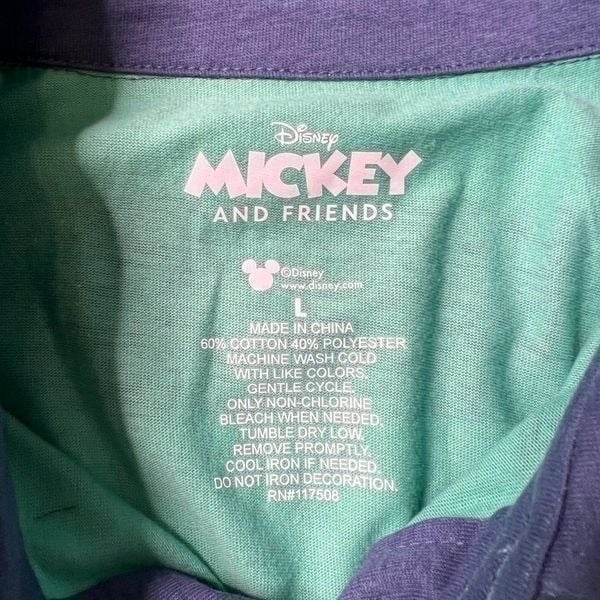 Disney
MICKEY
AND FRIENDS
©Disney
www.disney.com
L
MADE IN CHINA
60% COTTON 40% POLYESTER
MACHINE WASH COLD
WITH LIKE COLORS.
GENTLE CYCLE.
ONLY NON-CHLORINE
BLEACH WHEN NEEDED.
TUMBLE DRY LOW.
REMOVE PROMPTLY.
COOL IRON IF NEEDED.
DO NOT IRON DECORATION.
RN#117508